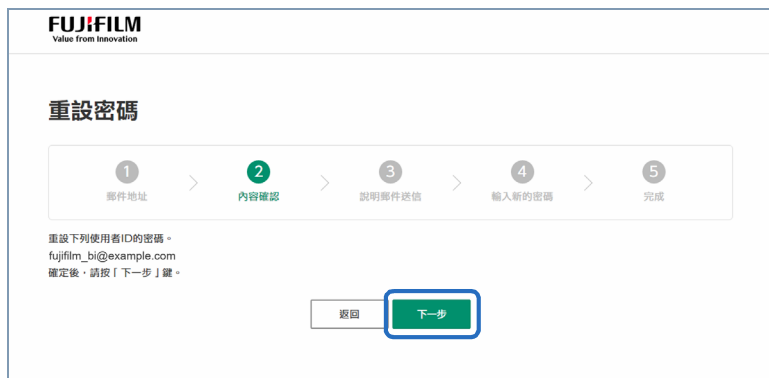 FUJIFILM
Value from Innovation
重設密碼
1
2
3
4
5
郵件地址
內容確認
說明郵件送信
輸入新的密碼
完成
重設下列使用者ID的密碼。
fujifilm_bi@example.com
確定後，請按「下一步」鍵。
返回
下一步